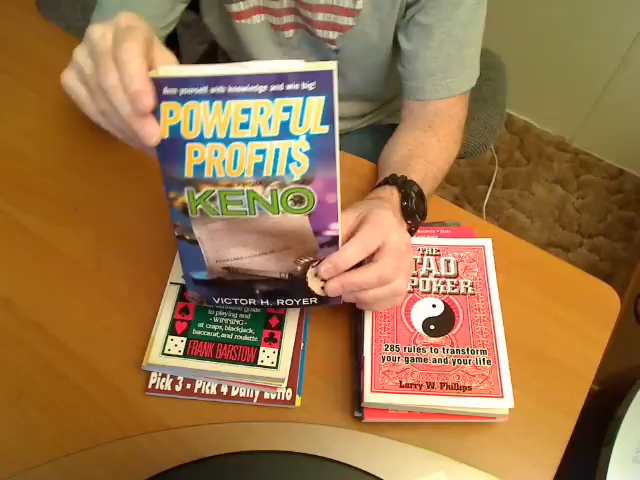 Arm yourself with knowledge and win big!
POWERFUL
PROFIT$
KENO
VICTOR H. ROYER
guide
to playing and
• WINNING •
at craps, blackjack,
baccarat, and roulette
FRANK BARSTOW
Pick 3 - Pick 4 Daily Lotto
THE
TAO
POKER
285 rules to transform
your game and your life
Larry W. Phillips